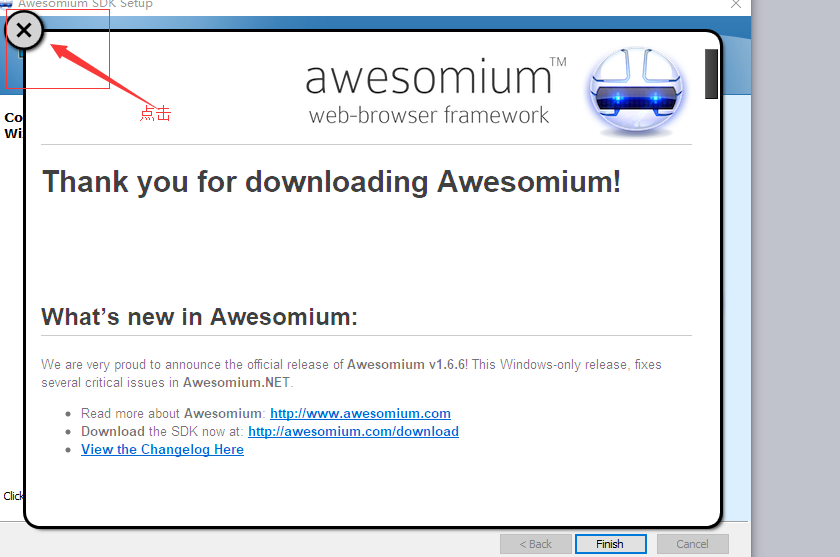 Awesomium SDK Setup
awesomium™
web-browser framework
点击
Co
Wi
Thank you for downloading Awesomium!
What's new in Awesomium:
We are very proud to announce the official release of Awesomium v1.6.6! This Windows-only release, fixes
several critical issues in Awesomium.NET.
Read more about Awesomium: http://www.awesomium.com
Download the SDK now at: http://awesomium.com/download
View the Changelog Here
Click
< Back
Finish
Cancel